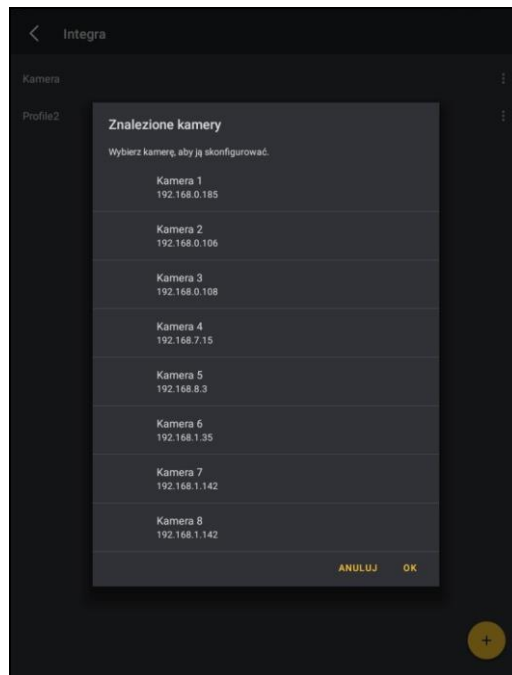 Integra
Kamera
Profile2
Znalezione kamery
Wybierz kamerę, aby ją skonfigurować.
Kamera 1
192.168.0.185
Kamera 2
192.168.0.106
Kamera 3
192.168.0.108
Kamera 4
192.168.7.15
Kamera 5
192.168.8.3
Kamera 6
192.168.1.35
Kamera 7
192.168.1.142
Kamera 8
192.168.1.142
ANULUJ OK